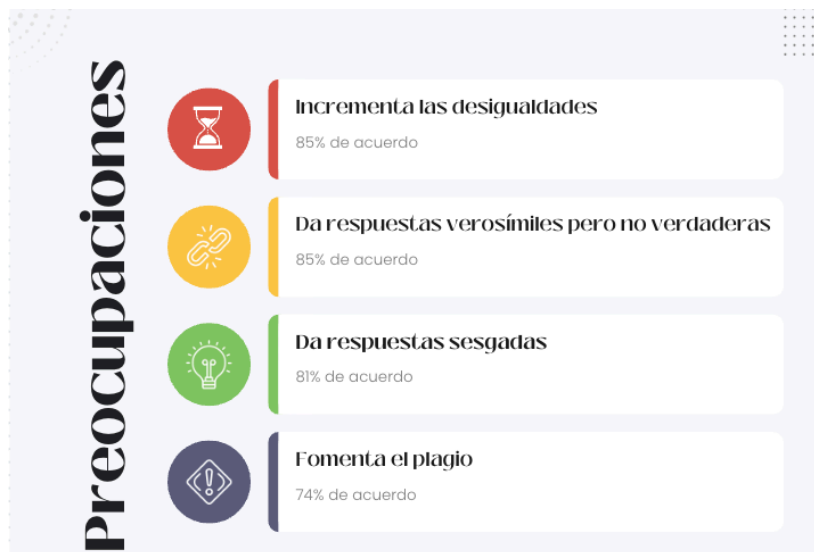 Preocupaciones
Incrementa las desigualdades
85% de acuerdo
Da respuestas verosímiles pero no verdaderas
85% de acuerdo
Da respuestas sesgadas
81% de acuerdo
Fomenta el plagio
74% de acuerdo